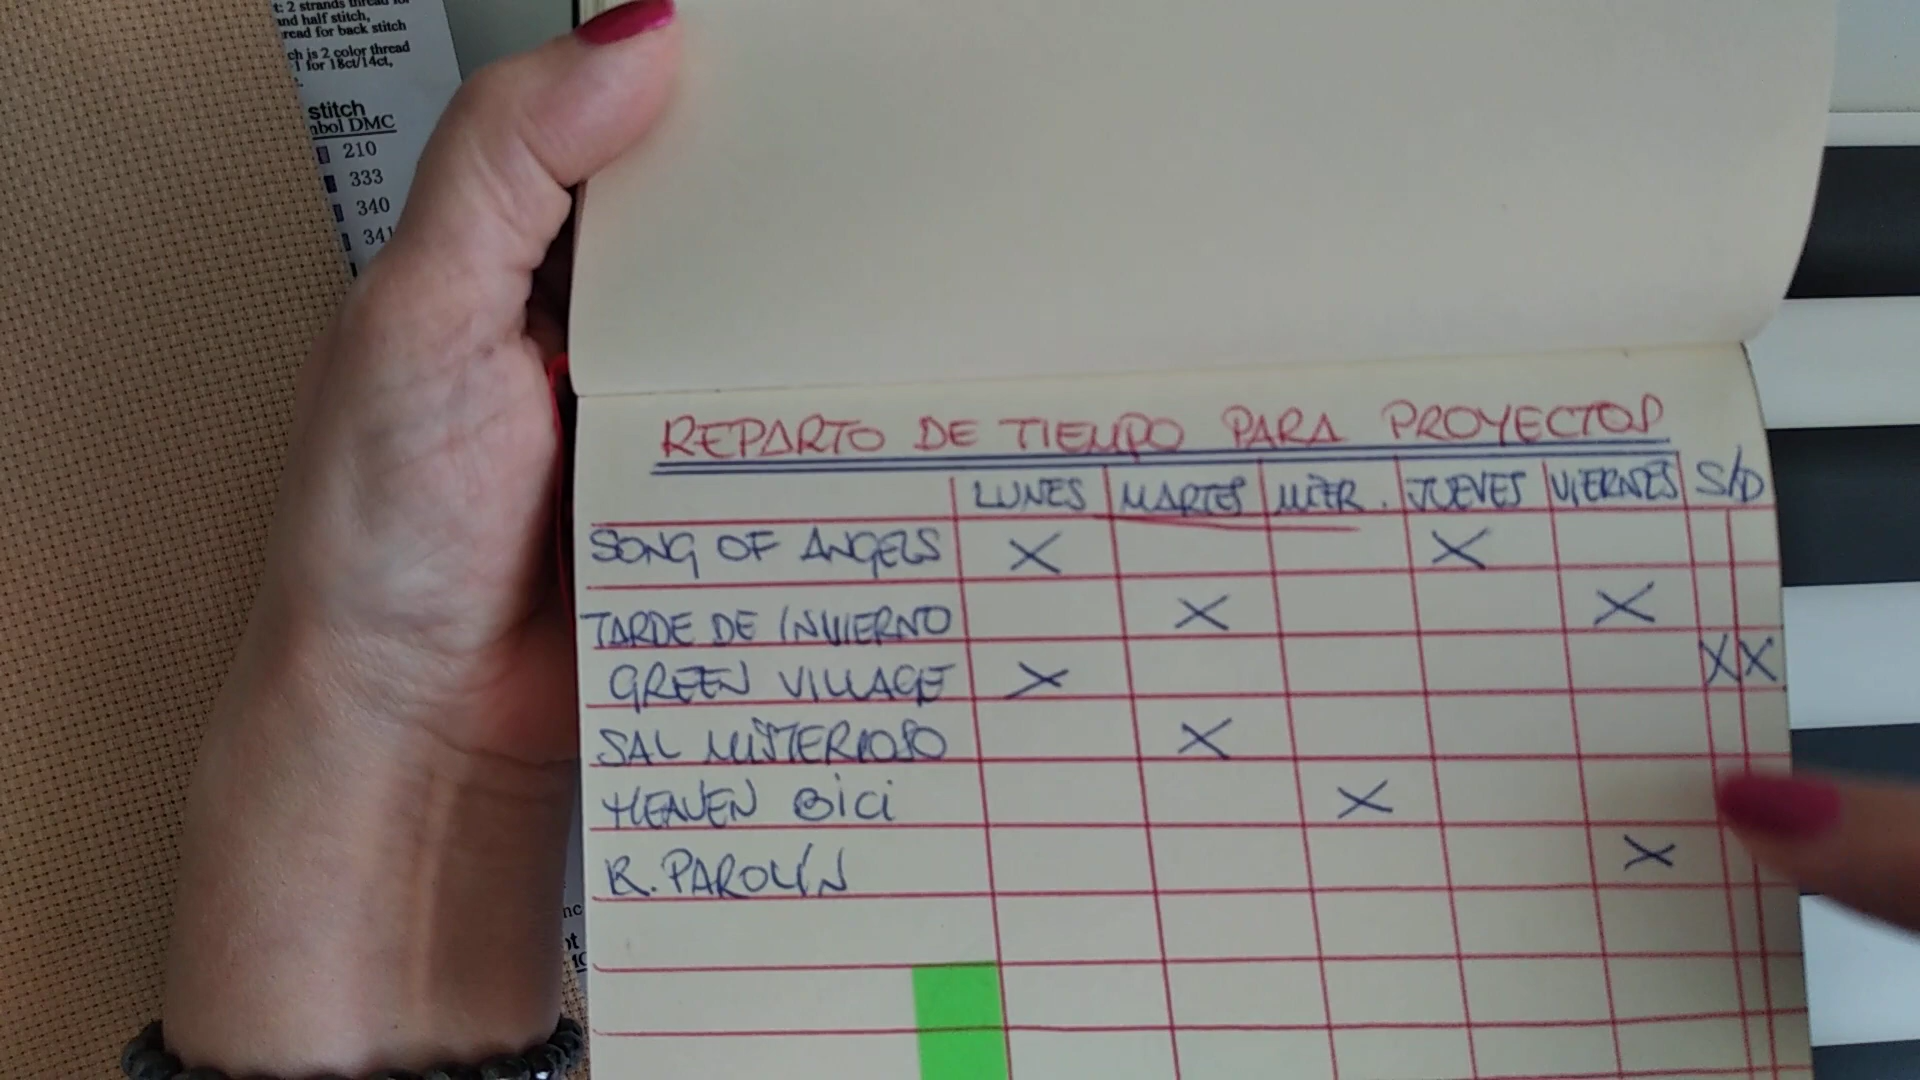 t: 2 strands thread for
and half stitch,
read for back stitch
ch is 2 color thread
1 for 18ct/14ct,
stitch
mbol DMC
210
333
340
341
REPARTO DE TIEMPO PARA PROYECTOS
LUNES MARTES MIER. JUEVES VIERNES S/D
SONG OF ANGELS X X
TARDE DE INVIERNO X X
GREEN VILLAGE X X X
SAL MISTERIOSO X
HEAVEN BICI X
R. PAROLÍN X